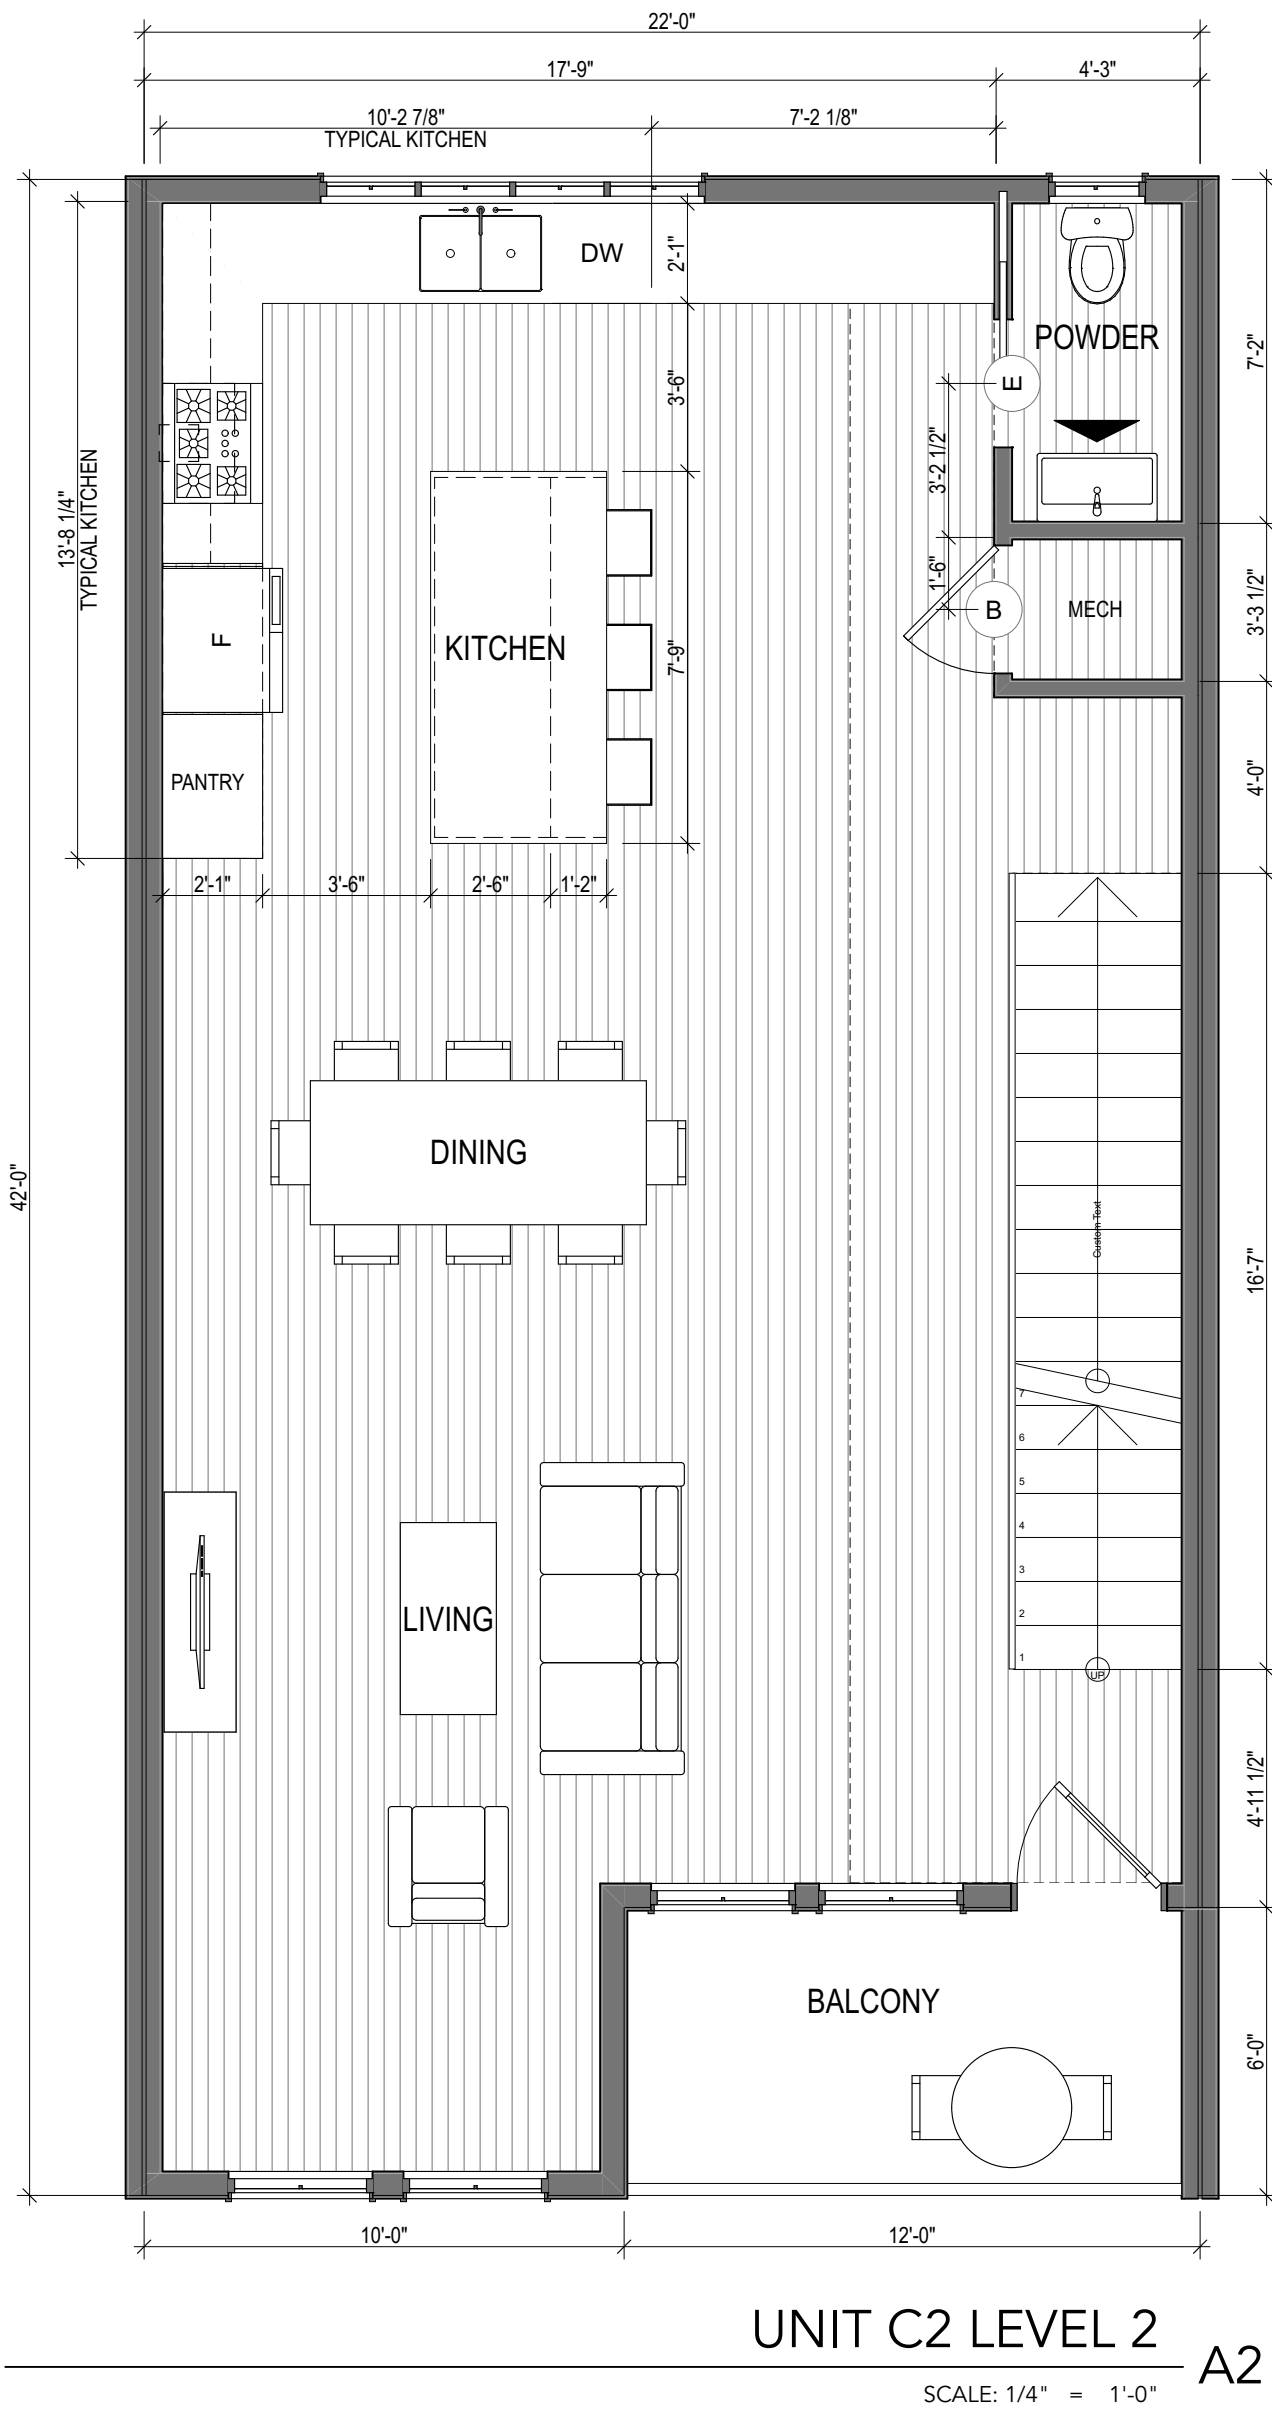 22'-0"
17'-9"
4'-3"
10'-2 7/8"
TYPICAL KITCHEN
7'-2 1/8"
DW
2'-1"
POWDER
7'-2"
3'-6"
E
3'-2 1/2"
13'-8 1/4"
TYPICAL KITCHEN
1'-6"
B
MECH
3'-3 1/2"
F
KITCHEN
7'-9"
PANTRY
4'-0"
2'-1"
3'-6"
2'-6"
1'-2"
DINING
42'-0"
Custom Text
16'-7"
7
6
5
4
3
2
1
UP
LIVING
4'-11 1/2"
BALCONY
6'-0"
10'-0"
12'-0"
UNIT C2 LEVEL 2
A2
SCALE: 1/4" = 1'-0"